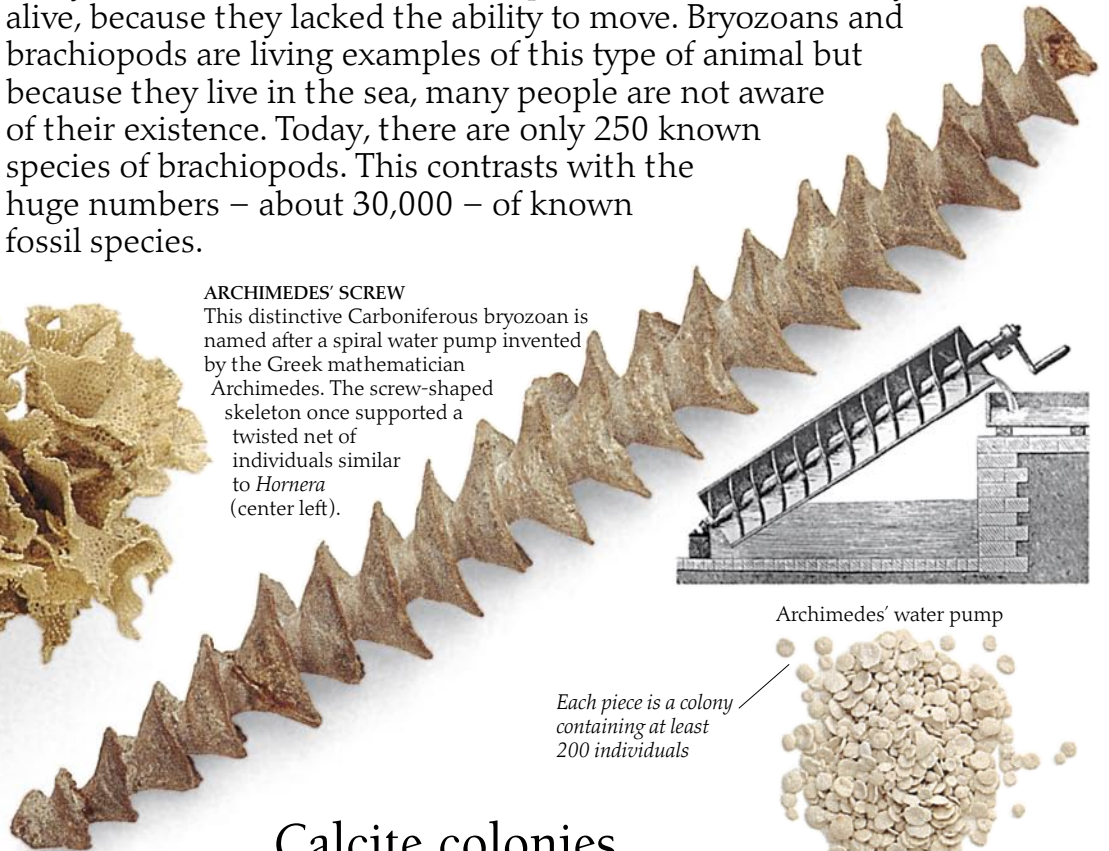 alive, because they lacked the ability to move. Bryozoans and
brachiopods are living examples of this type of animal but
because they live in the sea, many people are not aware
of their existence. Today, there are only 250 known
species of brachiopods. This contrasts with the
huge numbers – about 30,000 – of known
fossil species.
ARCHIMEDES’ SCREW
This distinctive Carboniferous bryozoan is
named after a spiral water pump invented
by the Greek mathematician
Archimedes. The screw-shaped
skeleton once supported a
twisted net of
individuals similar
to Hornera
(center left).
Archimedes’ water pump
Each piece is a colony
containing at least
200 individuals
Calcite colonies